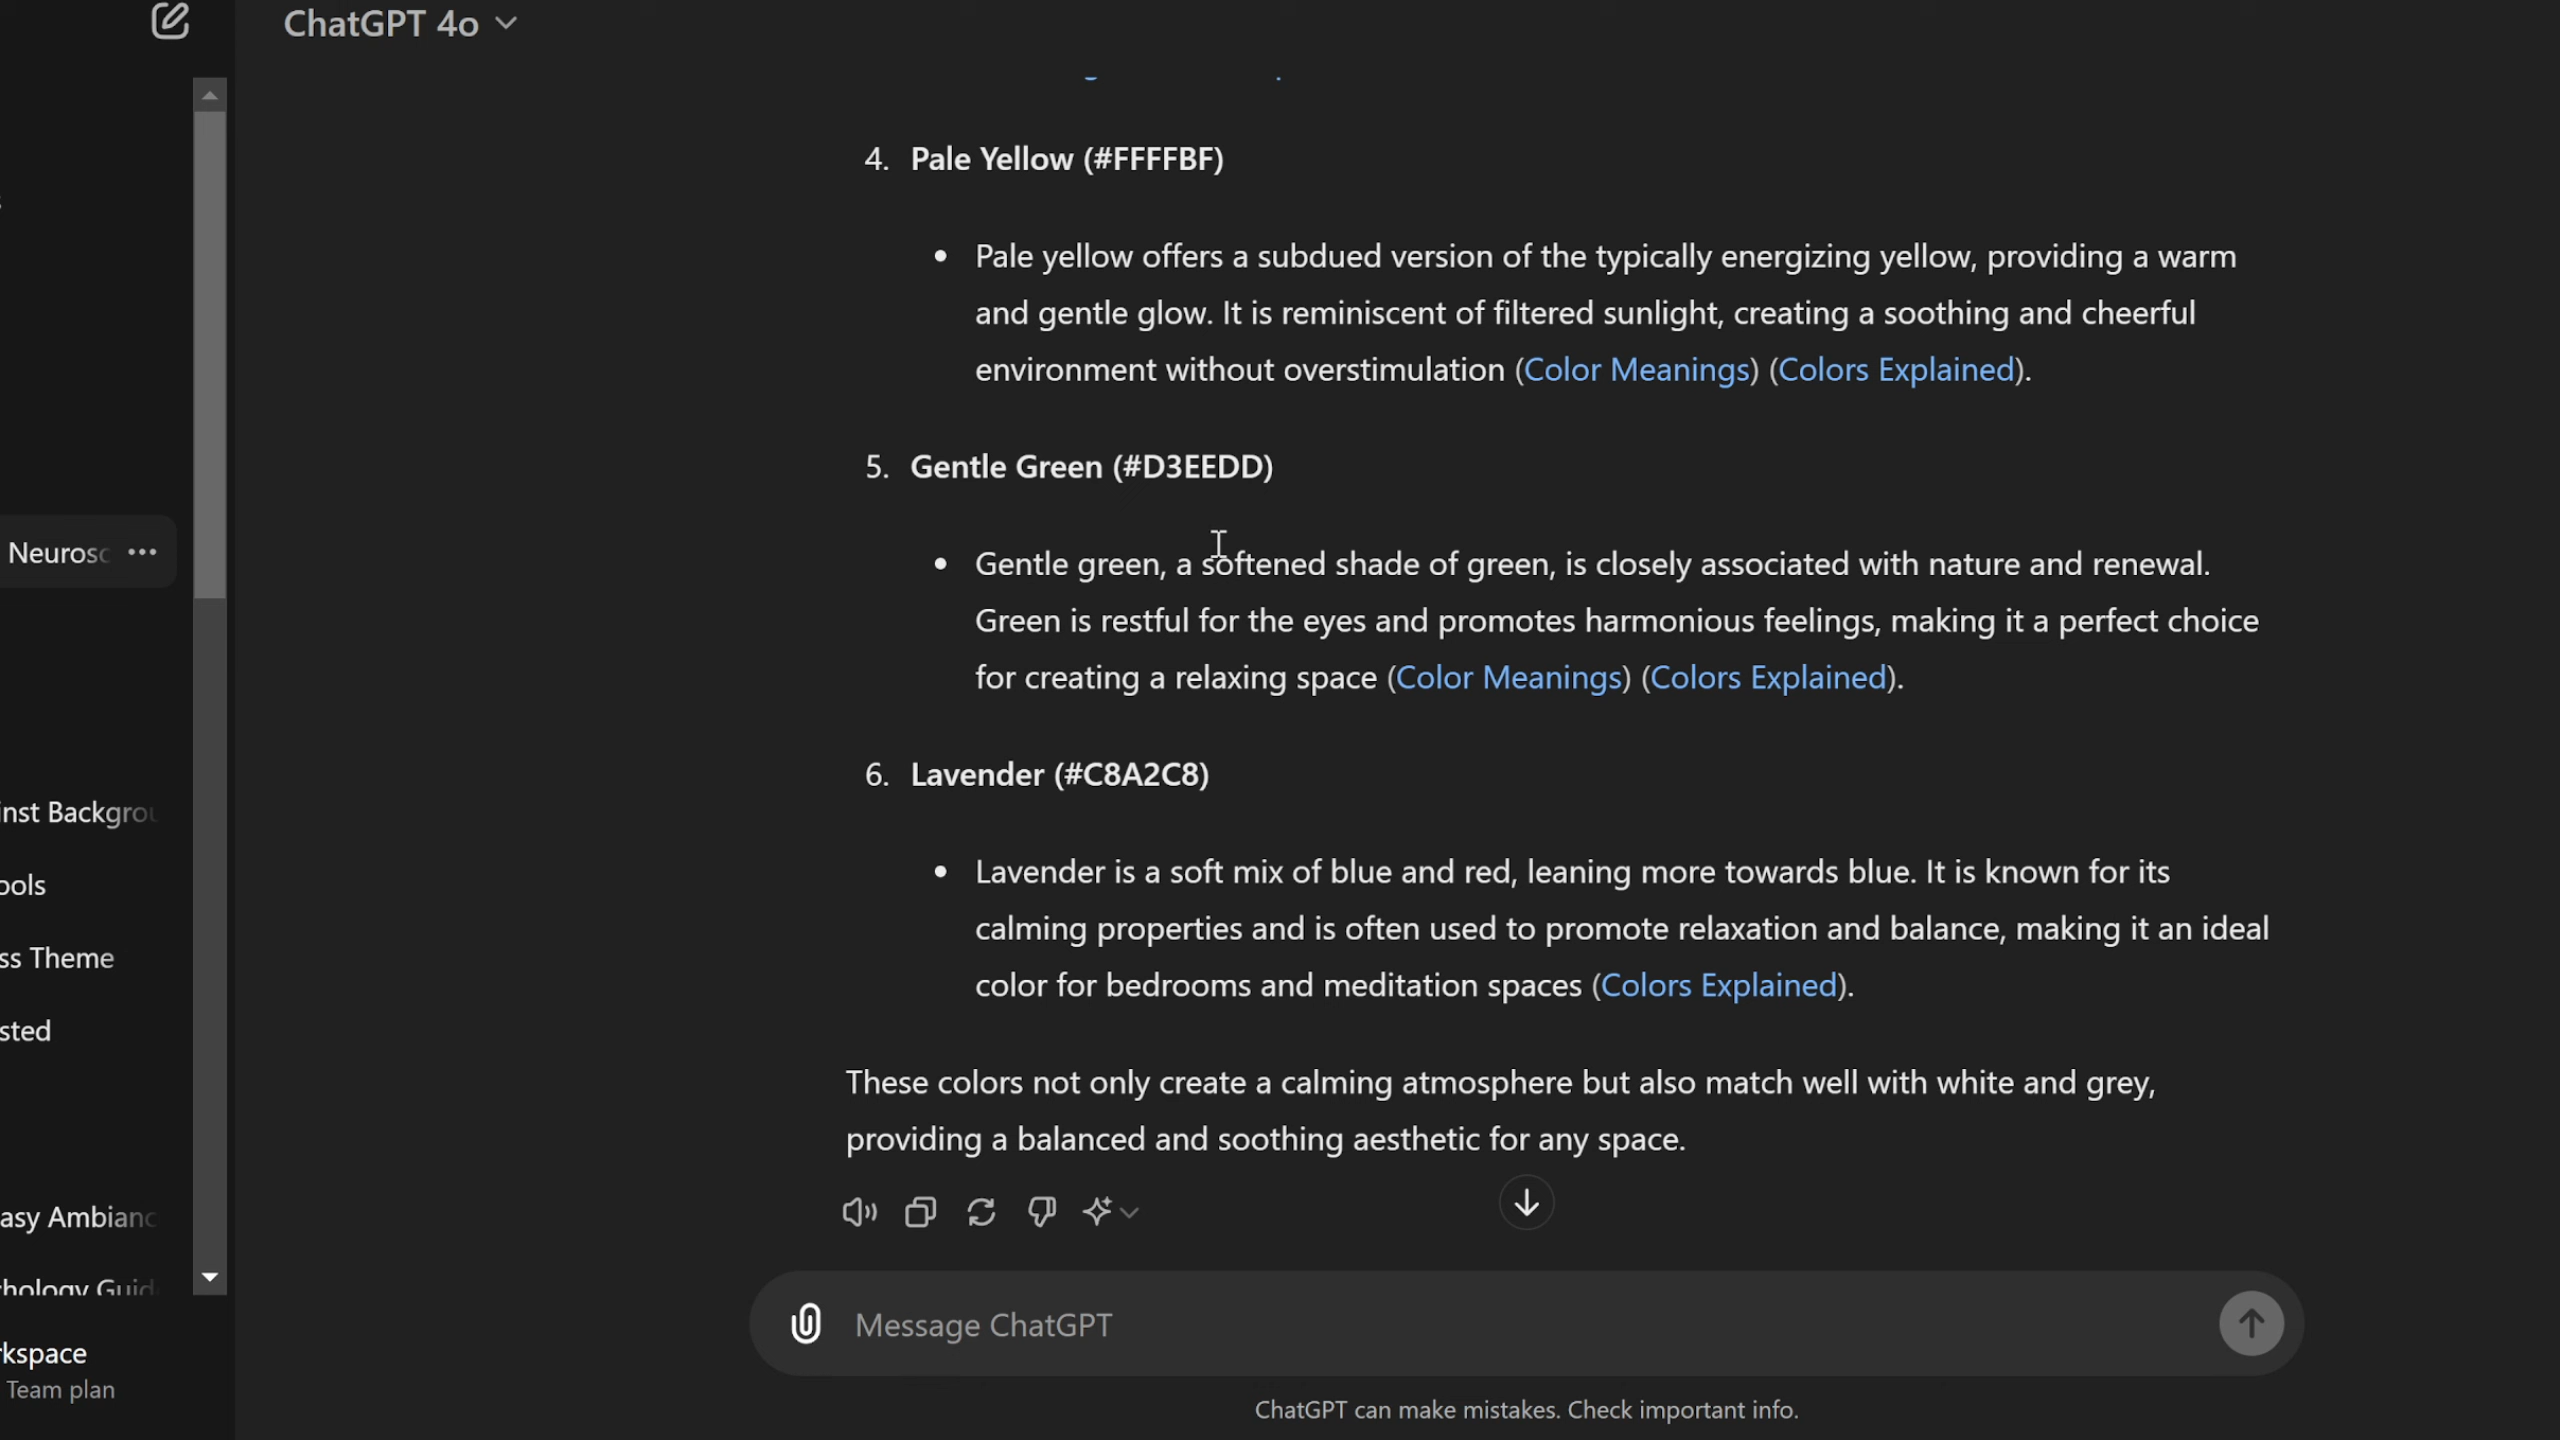 ChatGPT 4o
4. Pale Yellow (#FFFFBF)
• Pale yellow offers a subdued version of the typically energizing yellow, providing a warm
and gentle glow. It is reminiscent of filtered sunlight, creating a soothing and cheerful
environment without overstimulation (Color Meanings) (Colors Explained).
5. Gentle Green (#D3EEDD)
• Gentle green, a softened shade of green, is closely associated with nature and renewal.
Green is restful for the eyes and promotes harmonious feelings, making it a perfect choice
for creating a relaxing space (Color Meanings) (Colors Explained).
6. Lavender (#C8A2C8)
• Lavender is a soft mix of blue and red, leaning more towards blue. It is known for its
calming properties and is often used to promote relaxation and balance, making it an ideal
color for bedrooms and meditation spaces (Colors Explained).
These colors not only create a calming atmosphere but also match well with white and grey,
providing a balanced and soothing aesthetic for any space.
Message ChatGPT
ChatGPT can make mistakes. Check important info.
Neurosc
inst Backgrou
ools
ss Theme
sted
asy Ambianc
hology Guid
rkspace
Team plan